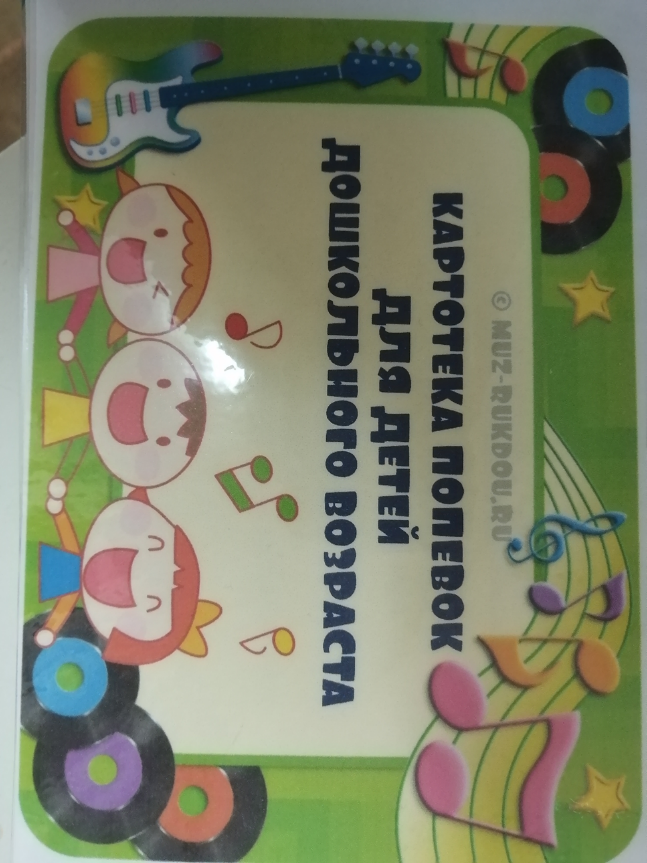 © MUZ-RUKDOU.RU
КАРТОТЕКА ПОПЕВОК
ДЛЯ ДЕТЕЙ
ДОШКОЛЬНОГО ВОЗРАСТА